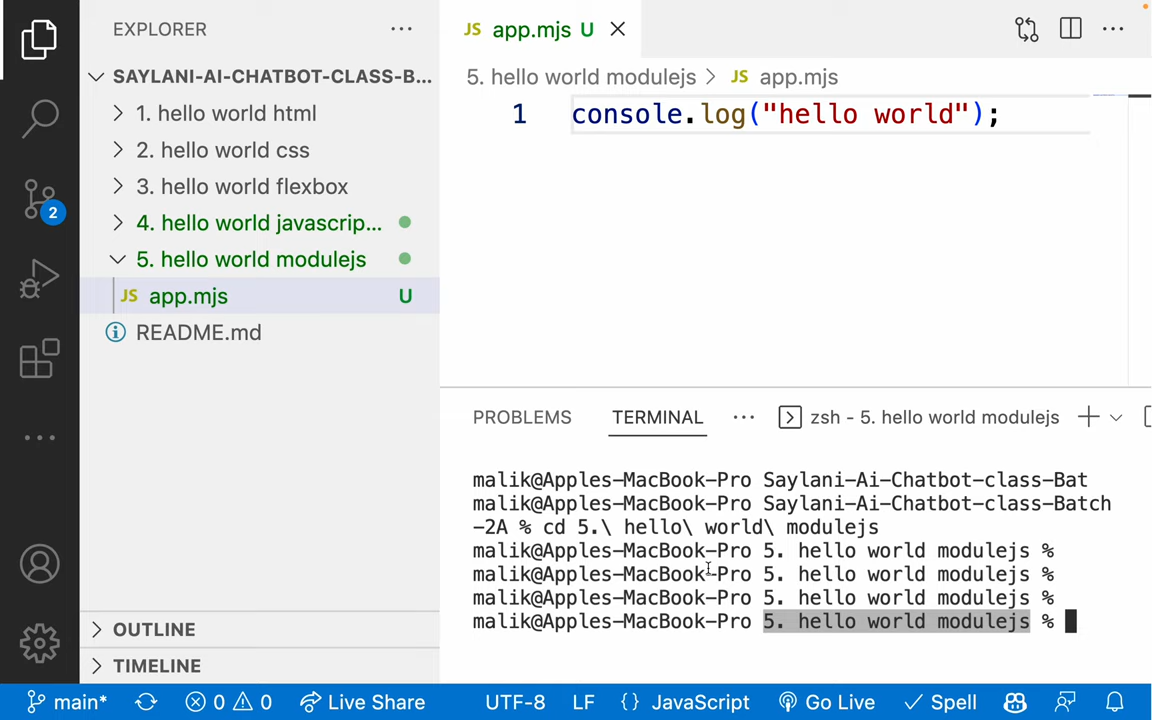 EXPLORER
SAYLANI-AI-CHATBOT-CLASS-B...
1. hello world html
2. hello world css
3. hello world flexbox
4. hello world javascrip...
5. hello world modulejs
JS app.mjs U
README.md
OUTLINE
TIMELINE
2
JS app.mjs U
5. hello world modulejs > JS app.mjs
1 console.log("hello world");
PROBLEMS TERMINAL ... zsh - 5. hello world modulejs
malik@Apples-MacBook-Pro Saylani-Ai-Chatbot-class-Bat
malik@Apples-MacBook-Pro Saylani-Ai-Chatbot-class-Batch
-2A % cd 5.\ hello\ world\ modulejs
malik@Apples-MacBook-Pro 5. hello world modulejs %
malik@Apples-MacBook-Pro 5. hello world modulejs %
malik@Apples-MacBook-Pro 5. hello world modulejs %
malik@Apples-MacBook-Pro 5. hello world modulejs %
main* 0 0 Live Share UTF-8 LF {} JavaScript Go Live Spell